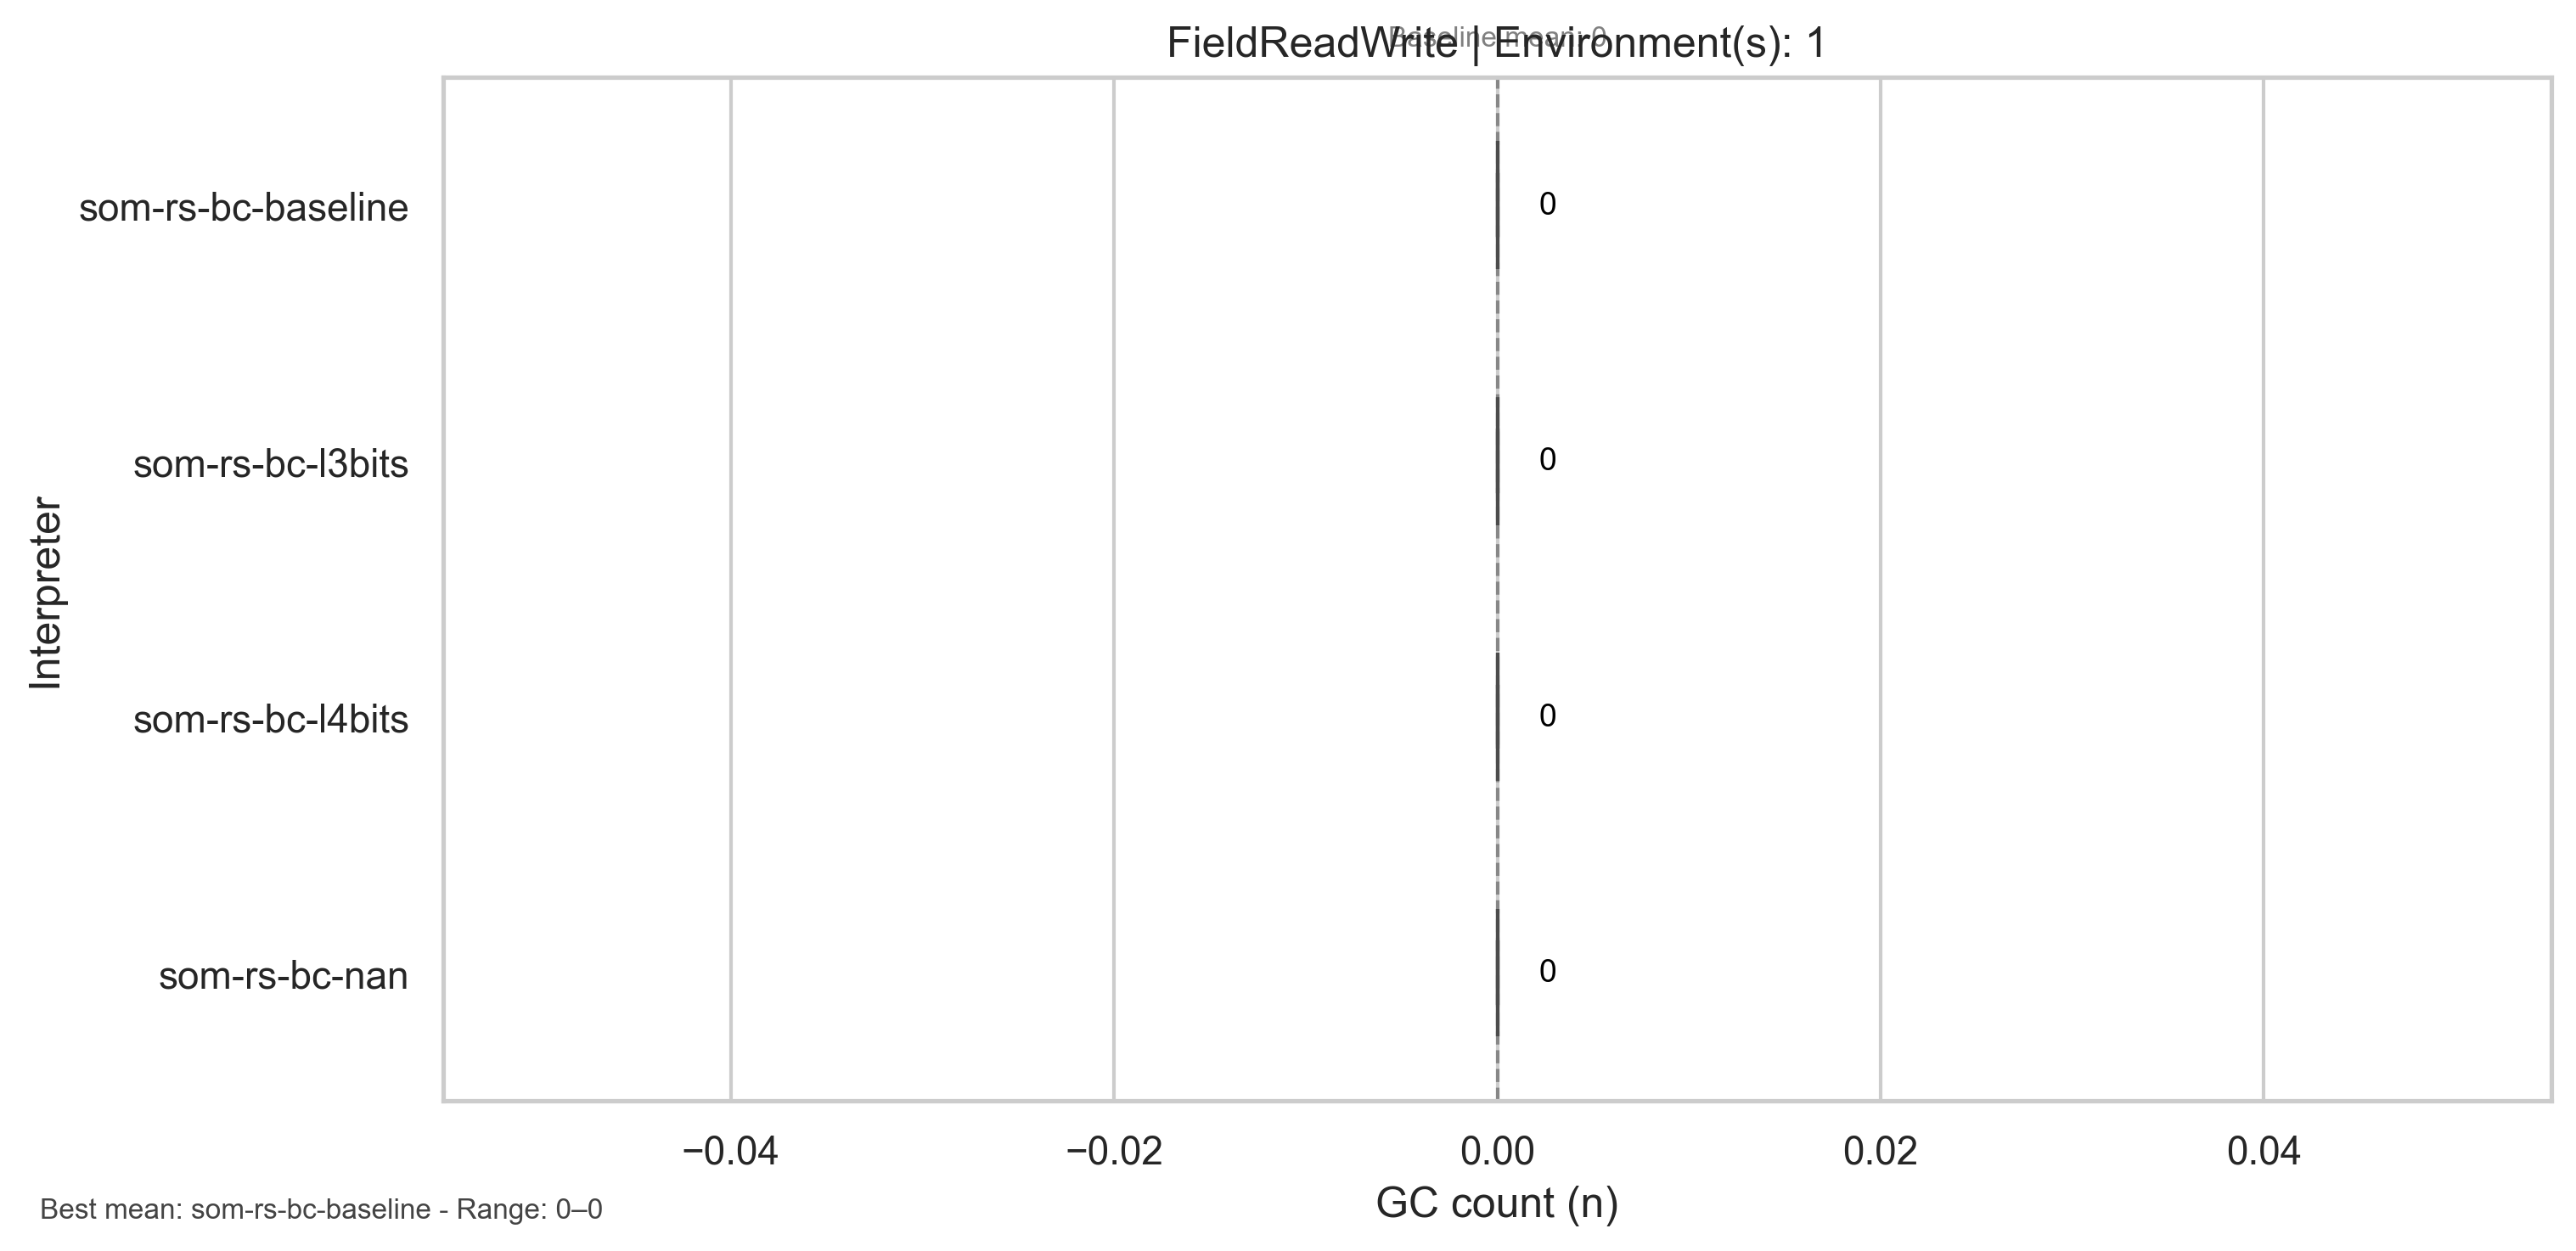 Baseline mean: 0
FieldReadWrite | Environment(s): 1
som-rs-bc-baseline
0
som-rs-bc-l3bits
0
som-rs-bc-l4bits
0
som-rs-bc-nan
0
Interpreter
−0.04
−0.02
0.00
0.02
0.04
GC count (n)
Best mean: som-rs-bc-baseline - Range: 0–0